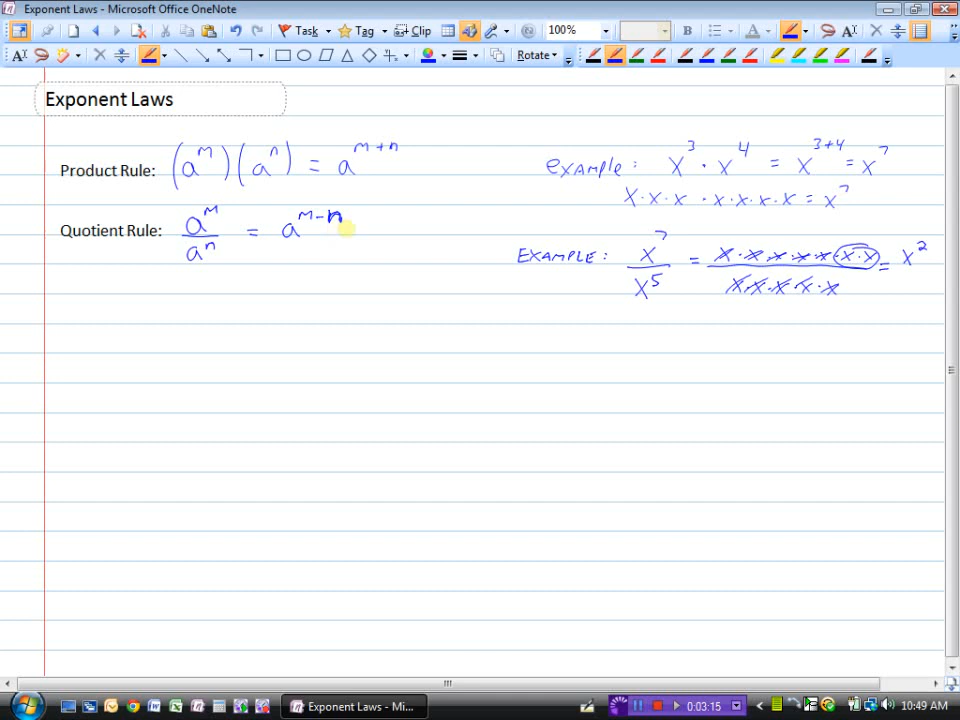 Exponent Laws - Microsoft Office OneNote
Task Tag Clip 100% B A
Rotate
Exponent Laws
Product Rule: (a^m)(a^n) = a^(m+n)
example: x^3 · x^4 = x^(3+4) = x^7
x·x·x · x·x·x·x = x^7
Quotient Rule: a^m/a^n = a^(m-n)
EXAMPLE: x^7/x^5 = x·x·x·x·x·x·x/x·x·x·x·x = x^2
Exponent Laws - Mi...
0:03:15
10:49 AM